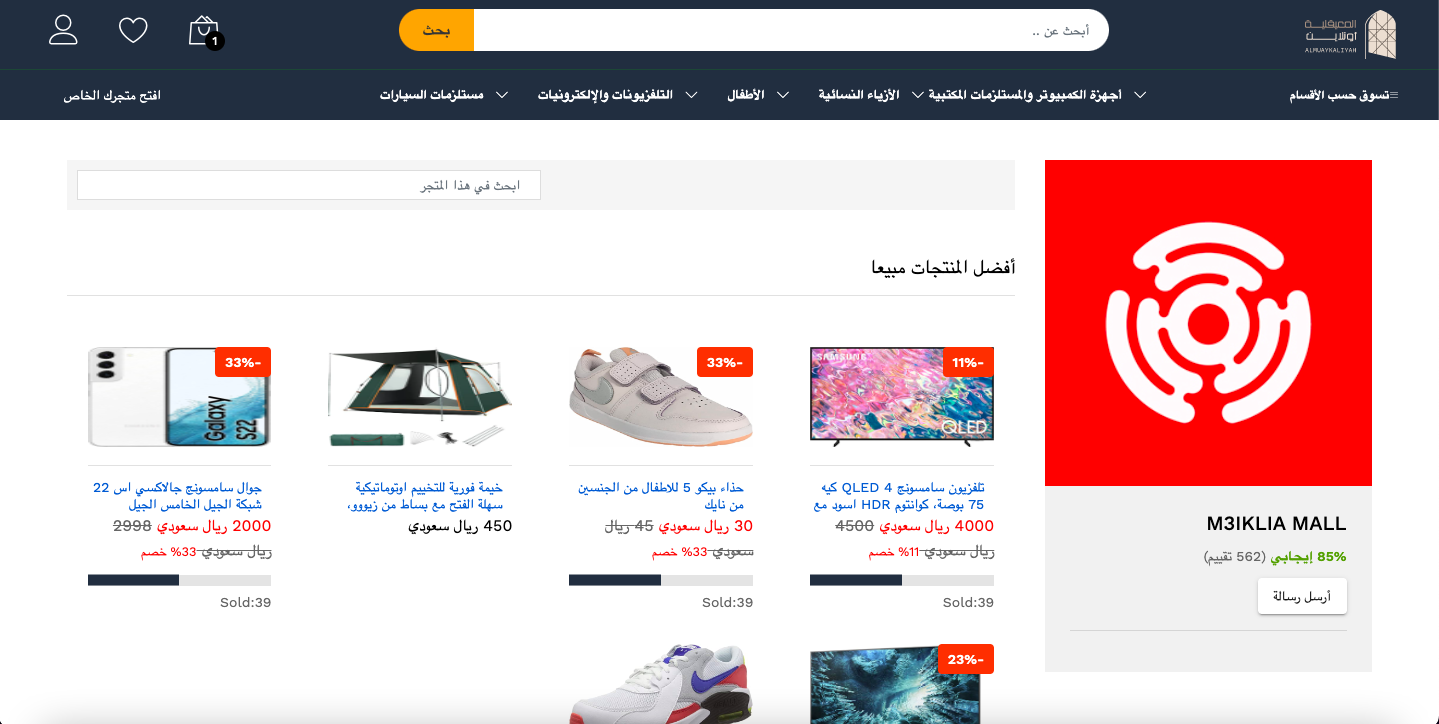 المعيقلية
أونلاين
ALMUAYKALIYAH
أبحث عن ..
بحث
1
تسوق حسب الأقسام
اجهزة الكمبيوتر والمستلزمات المكتبية
الأزياء النسائية
الأطفال
التلفزيونات والإلكترونيات
مستلزمات السيارات
افتح متجرك الخاص
M3IKLIA MALL
85% إيجابي (562 تقييم)
أرسل رسالة
ابحث في هذا المتجر
أفضل المنتجات مبيعا
SAMSUNG
QLED
-11%
تلفزيون سامسونج QLED 4 كيه
75 بوصة، كوانتوم HDR اسود مع
4000 ريال سعودي 4500
ريال سعودي 11% خصم
Sold:39
-33%
حذاء بيكو 5 للاطفال من الجنسين
من نايك
30 ريال سعودي 45 ريال
سعودي 33% خصم
Sold:39
خيمة فورية للتخييم اوتوماتيكية
سهلة الفتح مع بساط من زيووو،
450 ريال سعودي
-33%
Galaxy
S22
جوال سامسونج جالاكسي اس 22
شبكة الجيل الخامس الجيل
2000 ريال سعودي 2998
ريال سعودي 33% خصم
Sold:39
-23%